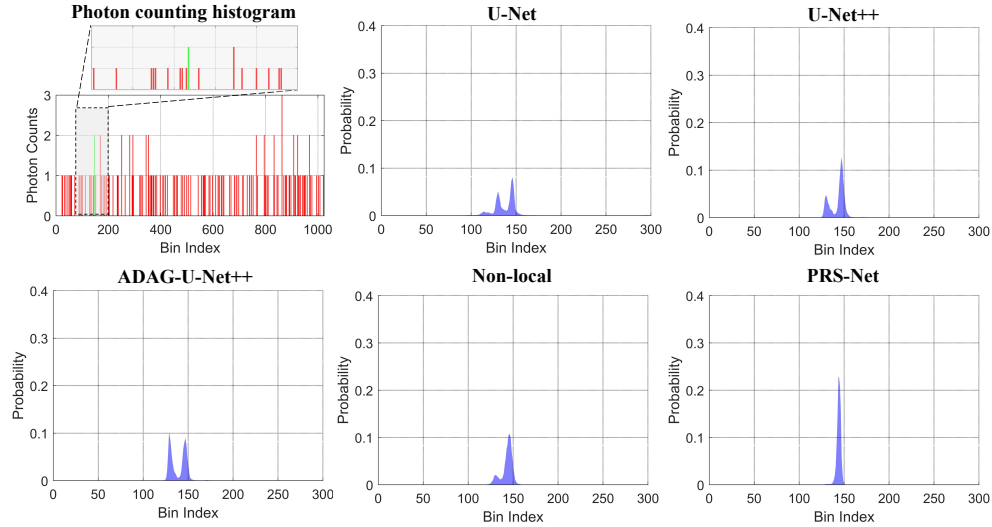 Photon counting histogram
Photon Counts
3
2
1
0
0 200 400 600 800 1000
Bin Index
U-Net
Probability
0.4
0.3
0.2
0.1
0
0 50 100 150 200 250 300
Bin Index
U-Net++
Probability
0.4
0.3
0.2
0.1
0
0 50 100 150 200 250 300
Bin Index
ADAG-U-Net++
Probability
0.4
0.3
0.2
0.1
0
0 50 100 150 200 250 300
Bin Index
Non-local
Probability
0.4
0.3
0.2
0.1
0
0 50 100 150 200 250 300
Bin Index
PRS-Net
Probability
0.4
0.3
0.2
0.1
0
0 50 100 150 200 250 300
Bin Index